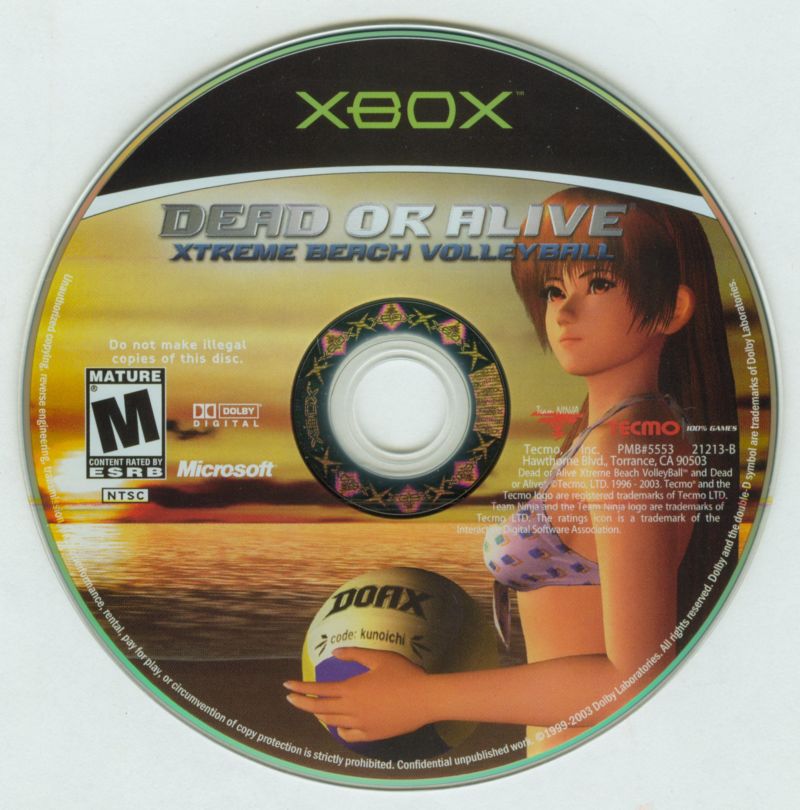 XBOX™
DEAD OR ALIVE®
XTREME BEACH VOLLEYBALL
Do not make illegal
copies of this disc.
MATURE
M®
CONTENT RATED BY
ESRB
NTSC
DOLBY
DIGITAL
Microsoft®
XBOX
Team NINJA
TECMO® 100% GAMES
Tecmo, Inc. PMB#5553 21213-B
Hawthorne Blvd., Torrance, CA 90503
Dead or Alive Xtreme Beach VolleyBall™ and Dead
or Alive® ©Tecmo, LTD. 1996 - 2003. Tecmo® and the
Tecmo logo are registered trademarks of Tecmo LTD.
Team Ninja and the Team Ninja logo are trademarks of
Tecmo LTD. The ratings icon is a trademark of the
Interactive Digital Software Association.
DOAX
code: kunoichi
Unauthorized copying, reverse engineering, transmission, performance, rental, pay for play, or circumvention of copy protection is strictly prohibited. Confidential unpublished work. ©1999-2003 Dolby Laboratories. All rights reserved. Dolby and the double-D symbol are trademarks of Dolby Laboratories.